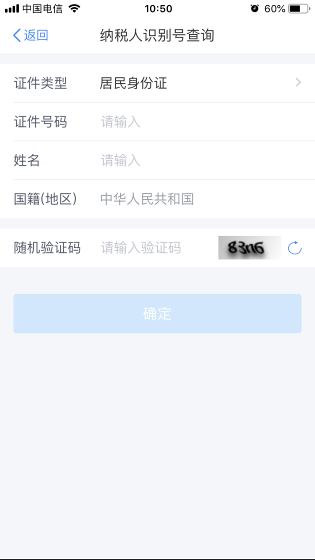 中国电信 10:50 60%
返回 纳税人识别号查询
证件类型 居民身份证
证件号码 请输入
姓名 请输入
国籍(地区) 中华人民共和国
随机验证码 请输入验证码 83n6
确定